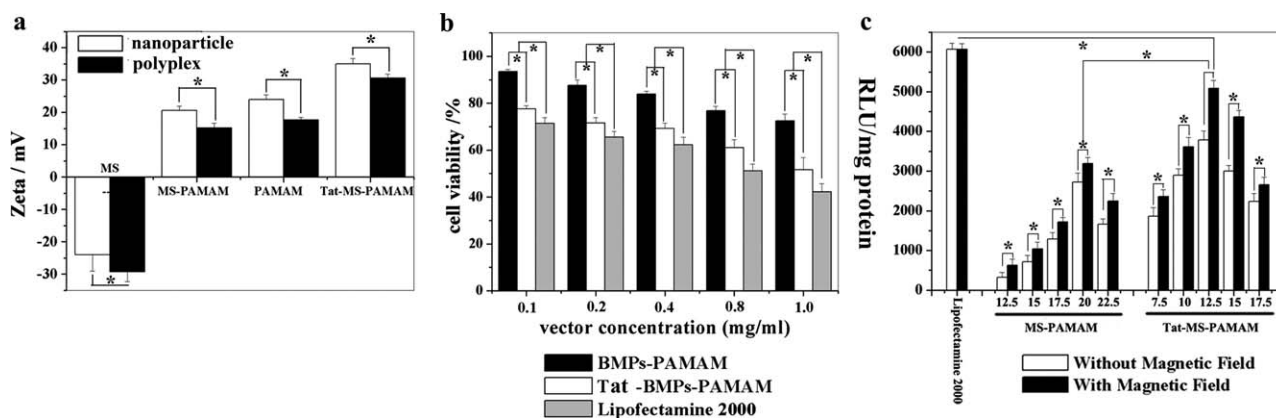 a
Zeta / mV
40
30
20
10
0
-10
-20
-30
nanoparticle
polyplex
MS
MS-PAMAM
PAMAM
Tat-MS-PAMAM
--
*
*
*
*
b
cell viability /%
100
80
60
40
20
0
* * * * *
* * * * *
0.1 0.2 0.4 0.8 1.0
vector concentration (mg/ml)
BMPs-PAMAM
Tat -BMPs-PAMAM
Lipofectamine 2000
c
RLU/mg protein
6000
5000
4000
3000
2000
1000
0
*
*
* * * * *
* * * * *
Lipofectamine 2000
12.5 15 17.5 20 22.5
7.5 10 12.5 15 17.5
MS-PAMAM
Tat-MS-PAMAM
Without Magnetic Field
With Magnetic Field